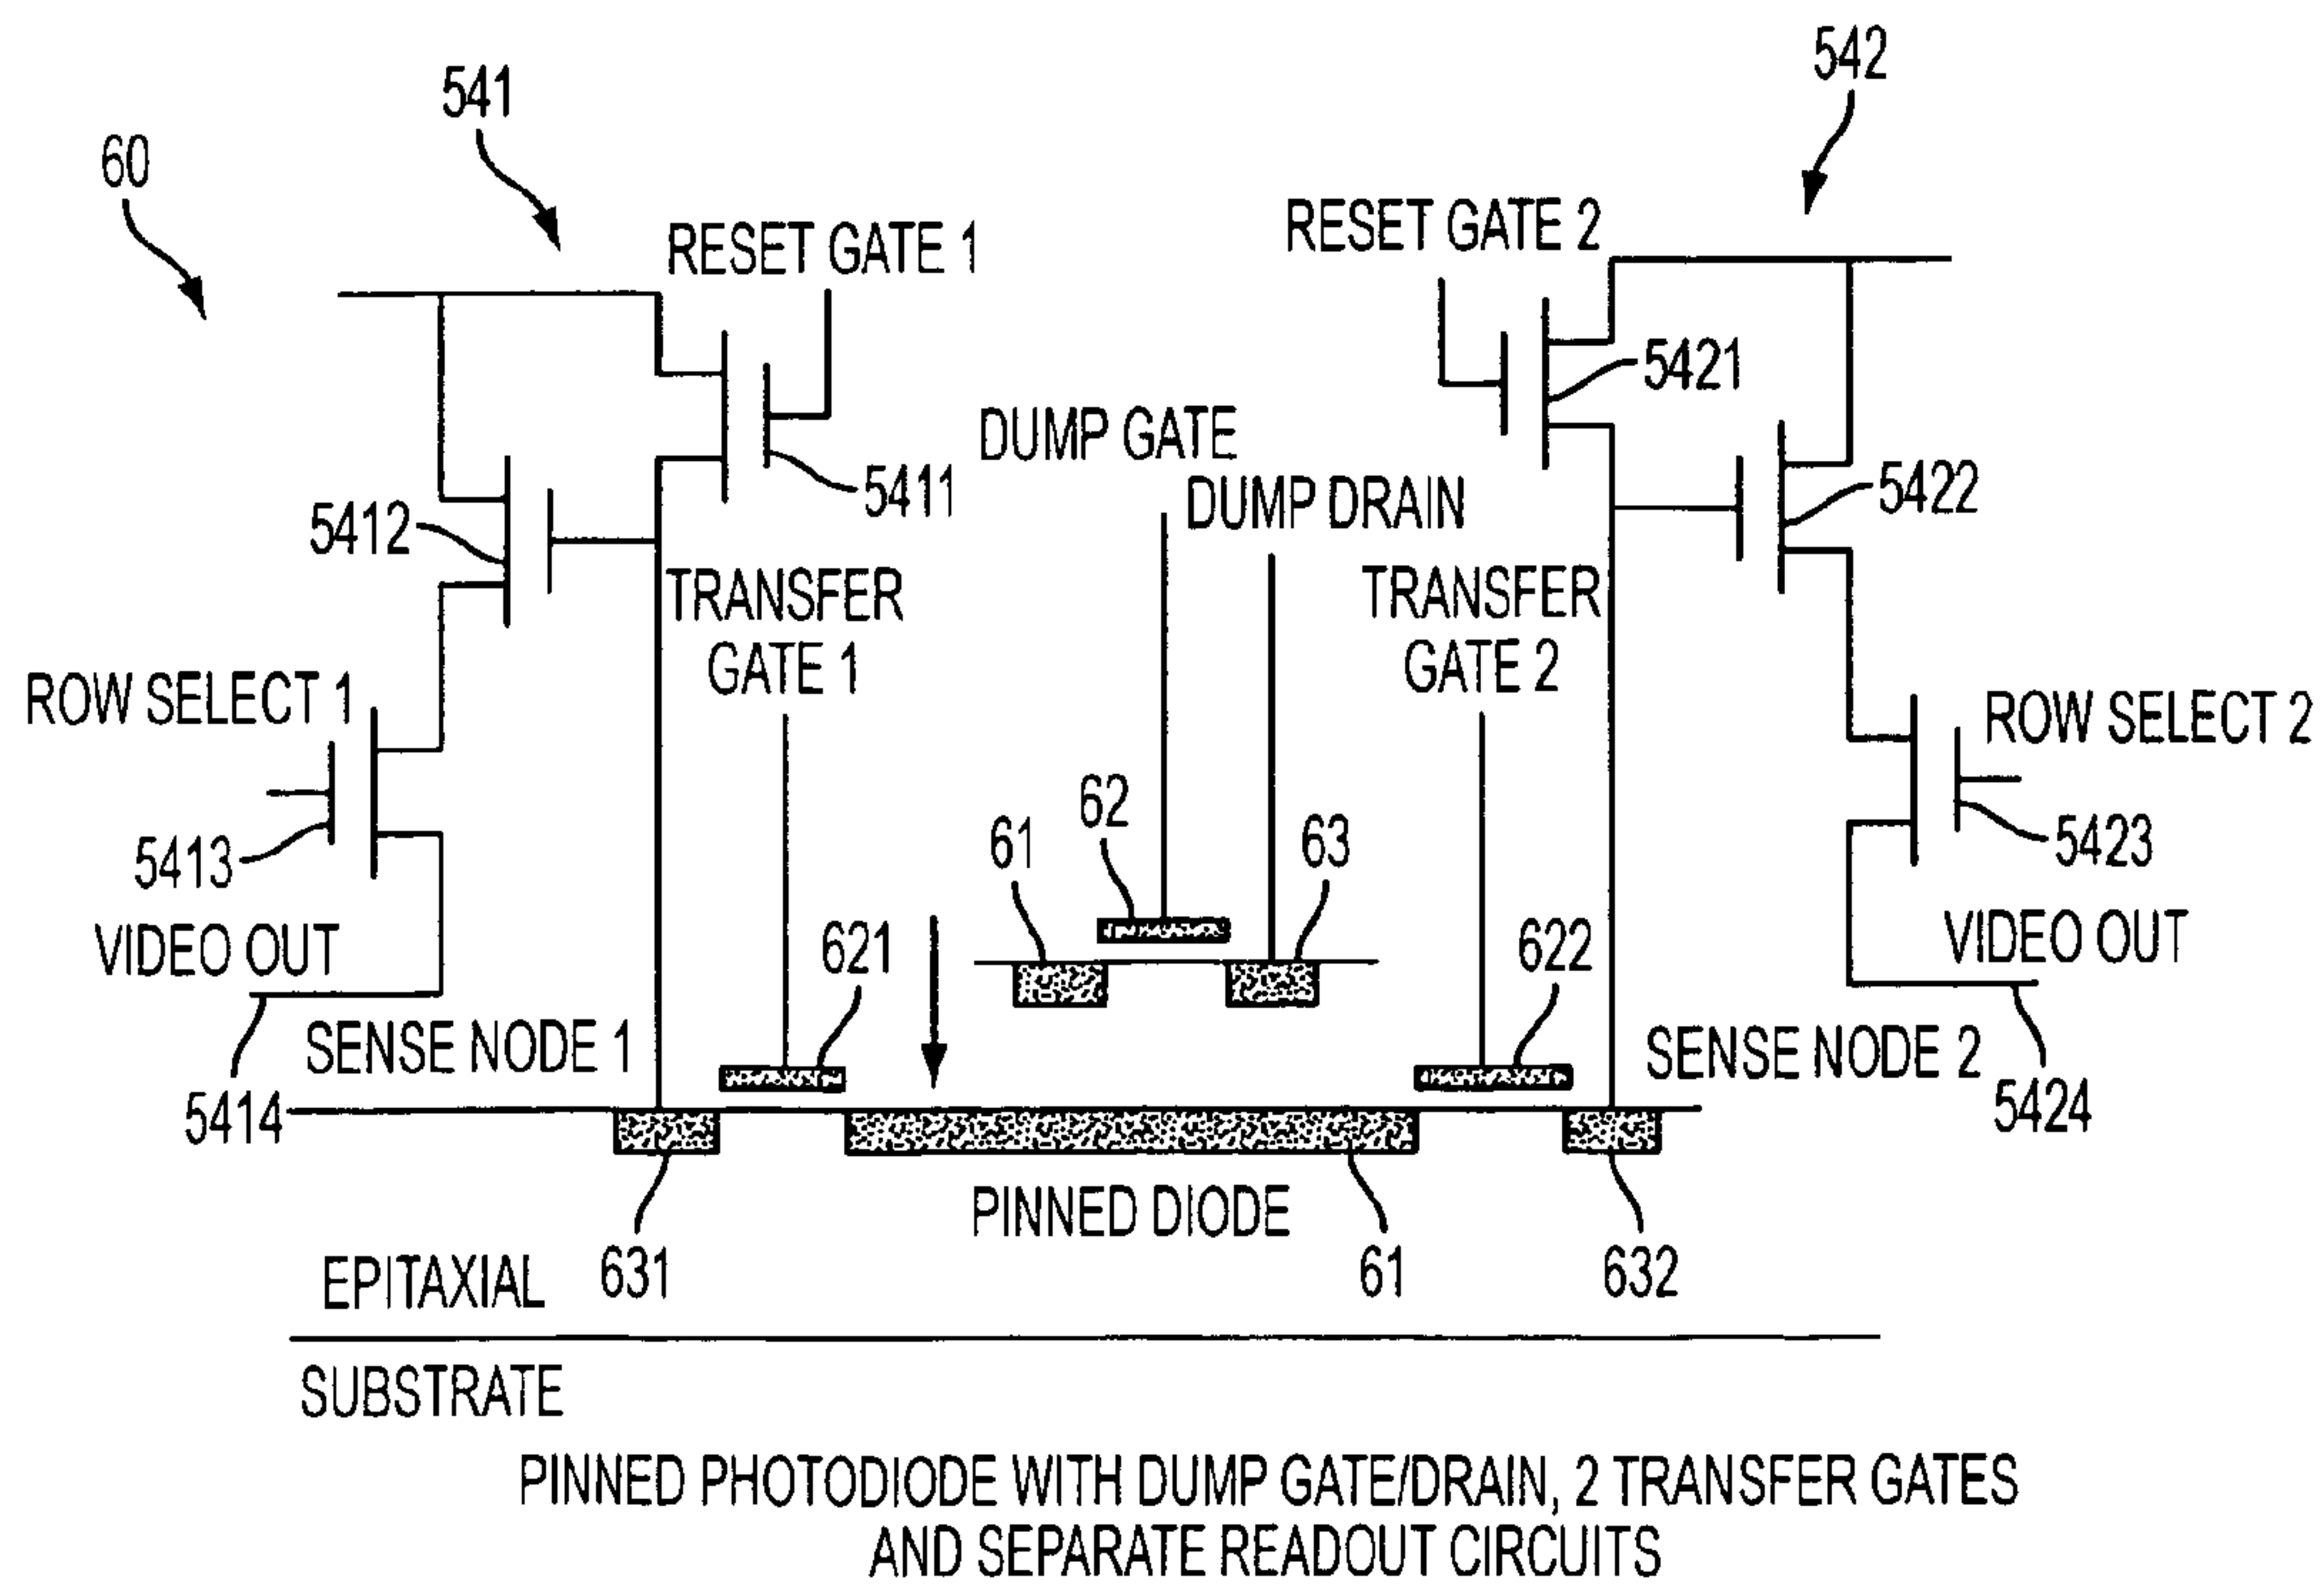 542
541
60
RESET GATE 2
RESET GATE 1
5421
DUMP GATE
5411
5422
DUMP DRAIN
5412
TRANSFER
GATE 1
TRANSFER
GATE 2
ROW SELECT 1
ROW SELECT 2
62
61
63
5413
5423
VIDEO OUT
621
622
VIDEO OUT
SENSE NODE 1
SENSE NODE 2
5414
5424
PINNED DIODE
631
61
632
EPITAXIAL
SUBSTRATE
PINNED PHOTODIODE WITH DUMP GATE/DRAIN, 2 TRANSFER GATES
AND SEPARATE READOUT CIRCUITS